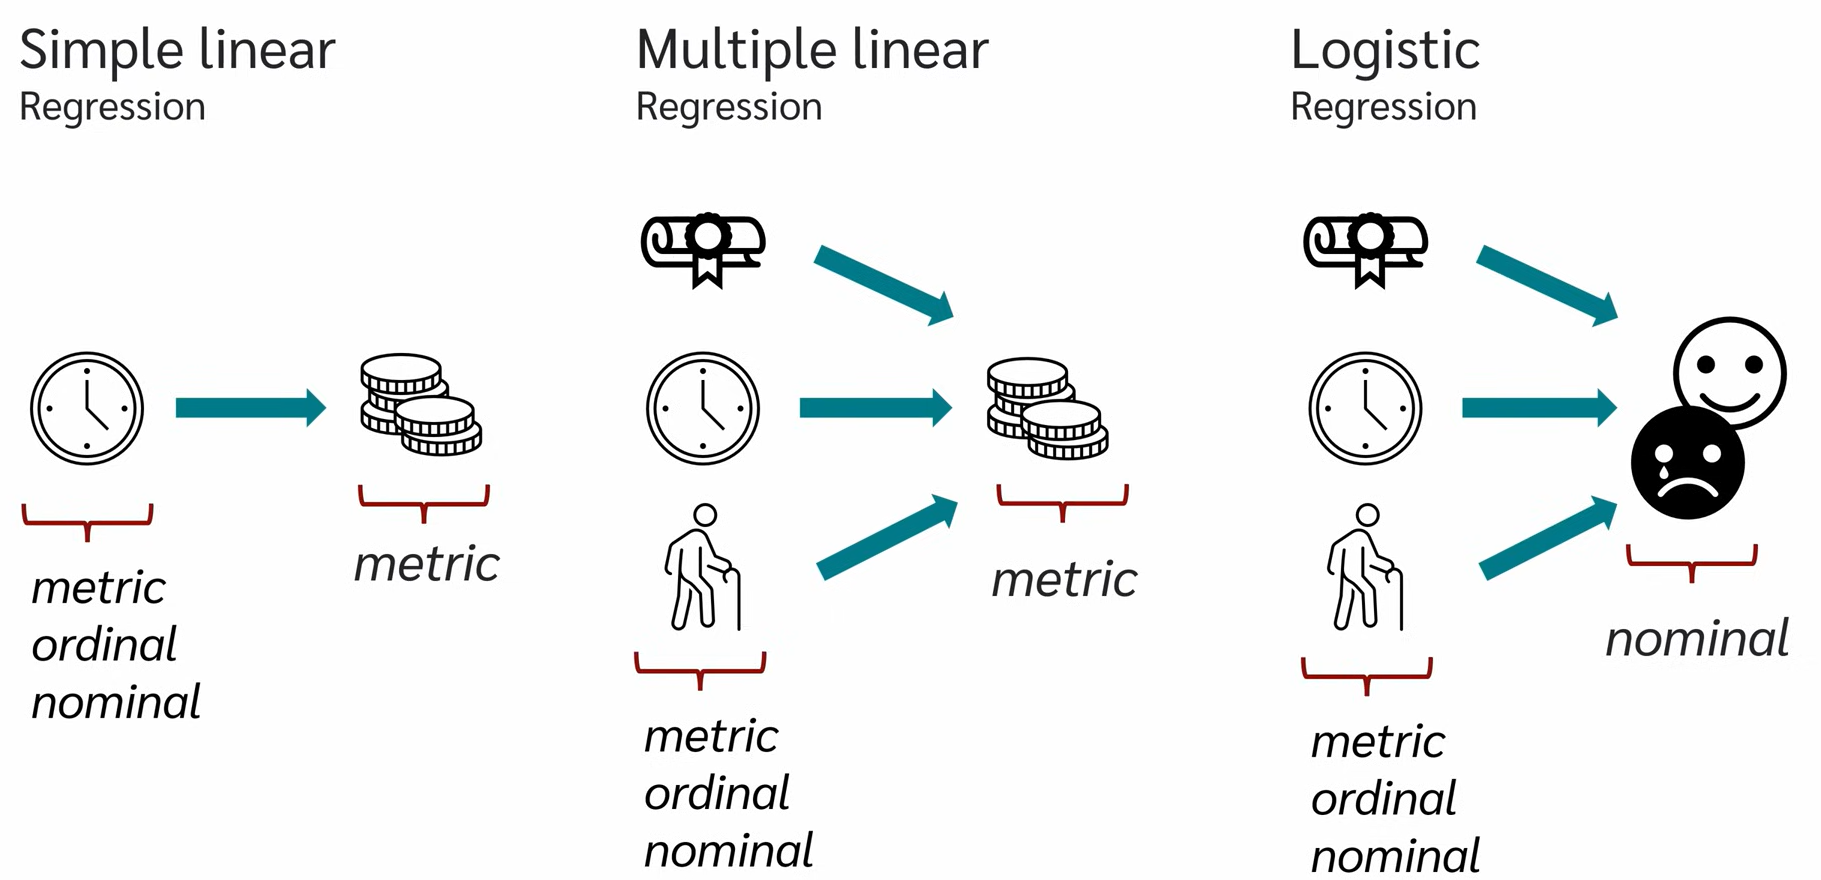 Simple linear
Regression
metric
ordinal
nominal
metric
Multiple linear
Regression
metric
ordinal
nominal
metric
Logistic
Regression
metric
ordinal
nominal
nominal